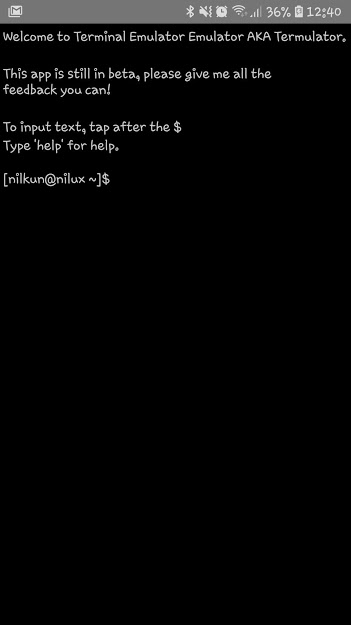 36% 12:40
Welcome to Terminal Emulator Emulator AKA Termulator.
This app is still in beta, please give me all the
feedback you can!
To input text, tap after the $
Type 'help' for help.
[nilkun@nilux ~]$